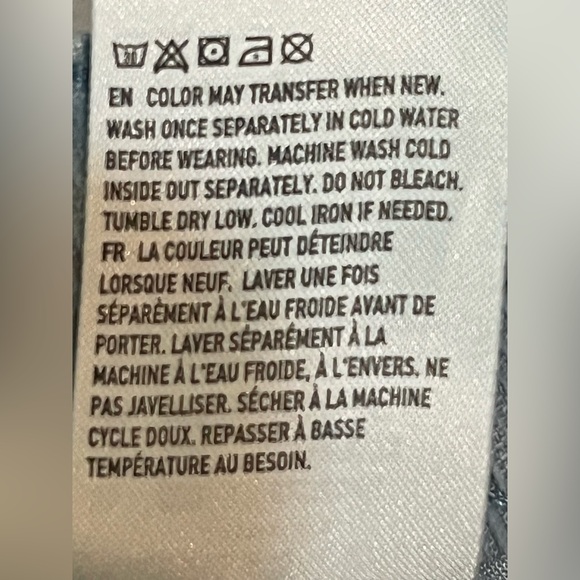 30
EN COLOR MAY TRANSFER WHEN NEW.
WASH ONCE SEPARATELY IN COLD WATER
BEFORE WEARING. MACHINE WASH COLD
INSIDE OUT SEPARATELY. DO NOT BLEACH.
TUMBLE DRY LOW. COOL IRON IF NEEDED.
FR LA COULEUR PEUT DÉTEINDRE
LORSQUE NEUF. LAVER UNE FOIS
SÉPARÉMENT À L'EAU FROIDE AVANT DE
PORTER. LAVER SÉPARÉMENT À LA
MACHINE À L'EAU FROIDE, À L'ENVERS. NE
PAS JAVELLISER. SÉCHER À LA MACHINE
CYCLE DOUX. REPASSER À BASSE
TEMPÉRATURE AU BESOIN.